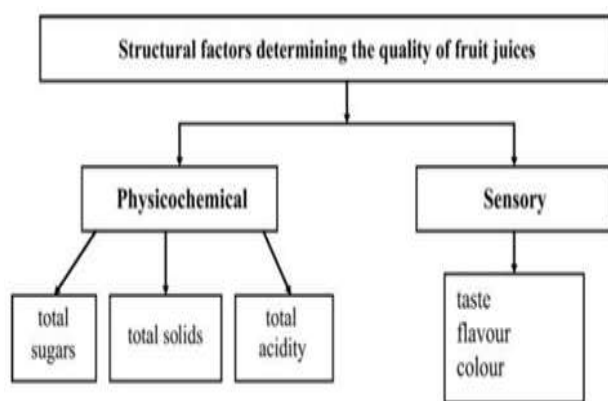 Structural factors determining the quality of fruit juices
Physicochemical
Sensory
total
sugars
total solids
total
acidity
taste
flavour
colour